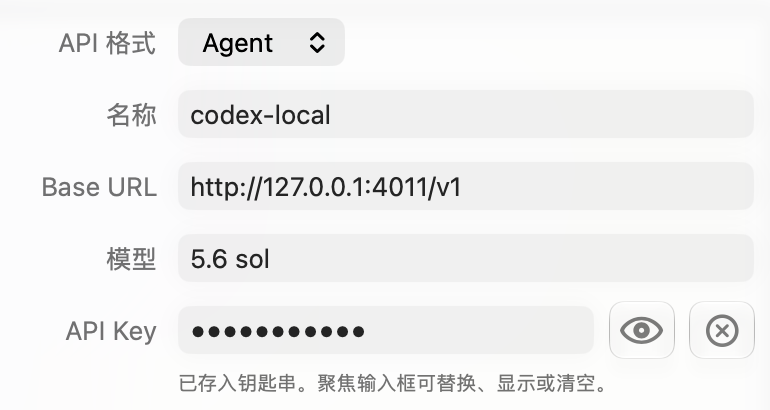 API 格式 Agent
名称 codex-local
Base URL http://127.0.0.1:4011/v1
模型 5.6 sol
API Key •••••••••••
已存入钥匙串。聚焦输入框可替换、显示或清空。